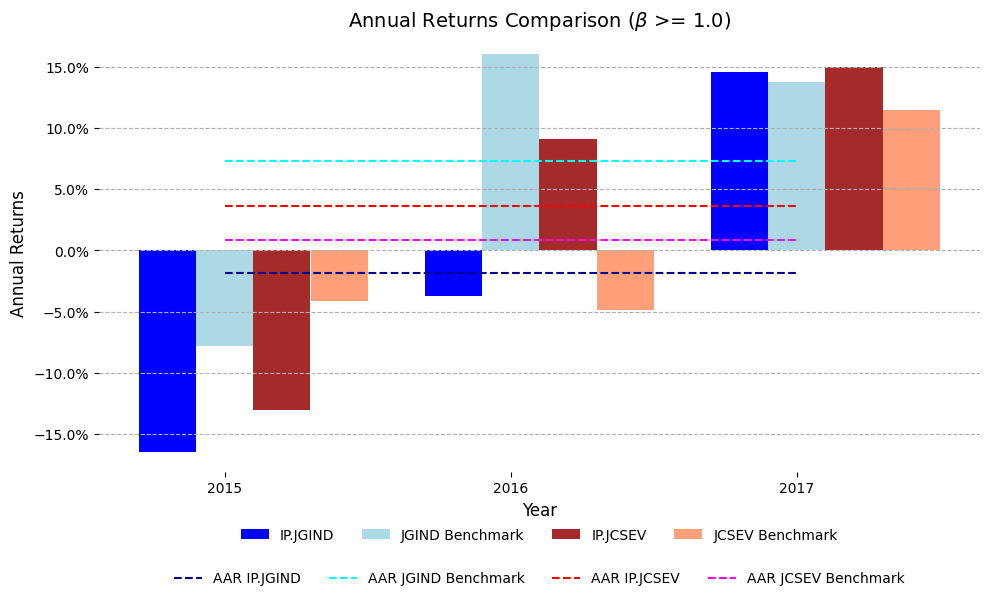 Annual Returns Comparison (β >= 1.0)
15.0%
10.0%
5.0%
0.0%
−5.0%
−10.0%
−15.0%
Annual Returns
2015 2016 2017
Year
IP.JGIND JGIND Benchmark IP.JCSEV JCSEV Benchmark
AAR IP.JGIND AAR JGIND Benchmark AAR IP.JCSEV AAR JCSEV Benchmark